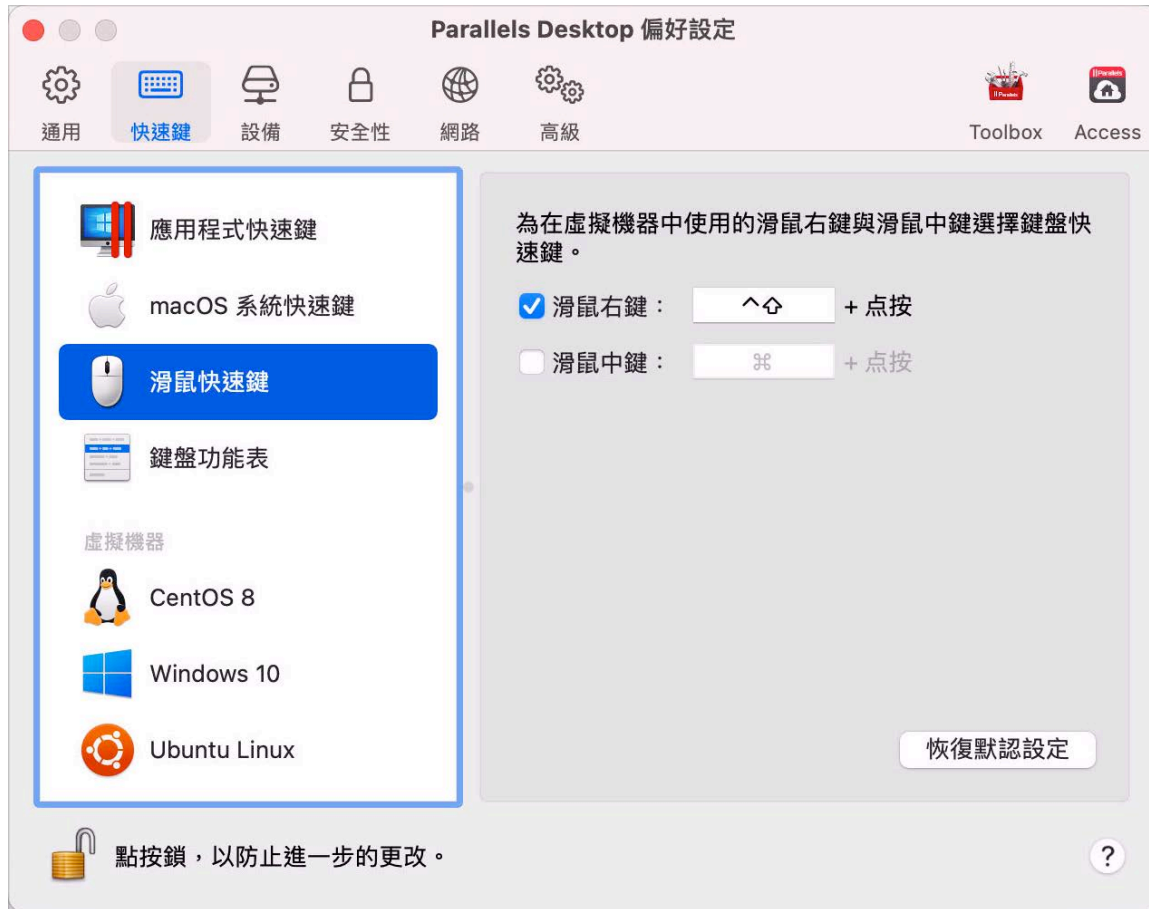 Parallels Desktop 偏好設定
通用 快速鍵 設備 安全性 網路 高級 Toolbox Access
應用程式快速鍵
macOS 系統快速鍵
滑鼠快速鍵
鍵盤功能表
虛擬機器
CentOS 8
Windows 10
Ubuntu Linux
為在虛擬機器中使用的滑鼠右鍵與滑鼠中鍵選擇鍵盤快
速鍵。
滑鼠右鍵： ^⇧ + 点按
滑鼠中鍵： ⌘ + 点按
恢復默認設定
點按鎖，以防止進一步的更改。
?